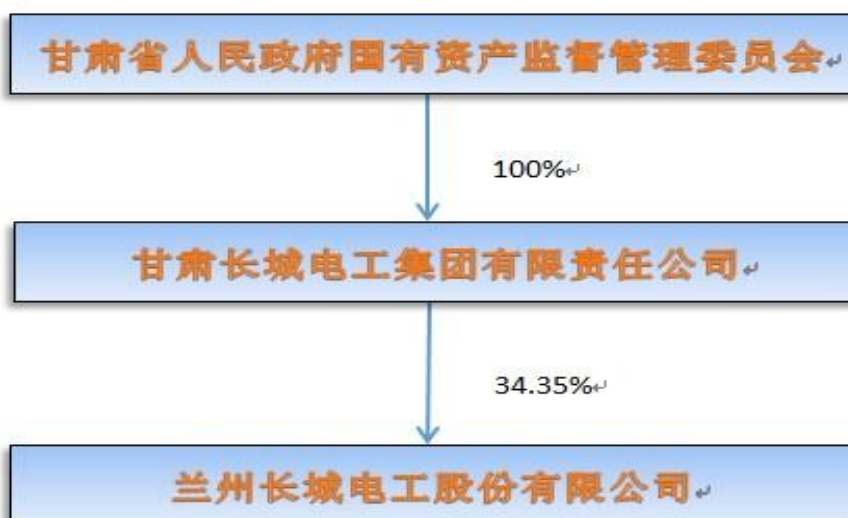 甘肃省人民政府国有资产监督管理委员会
100%
甘肃长城电工集团有限责任公司
34.35%
兰州长城电工股份有限公司